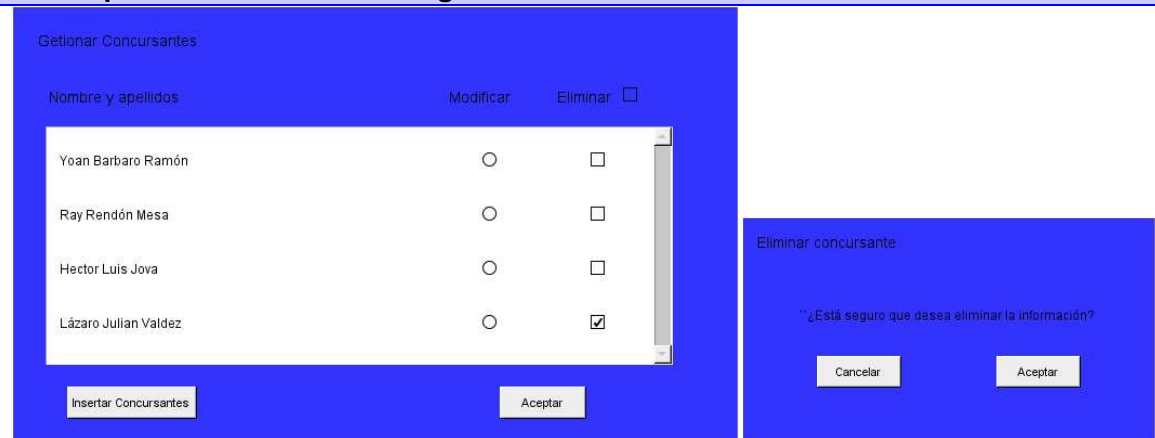 Getionar Concursantes
Nombre y apellidos Modificar Eliminar
Yoan Barbaro Ramón
Ray Rendón Mesa
Hector Luis Jova
Lázaro Julian Valdez
Insertar Concursantes Aceptar
Eliminar concursante
¨¿Está seguro que desea eliminar la información?
Cancelar Aceptar